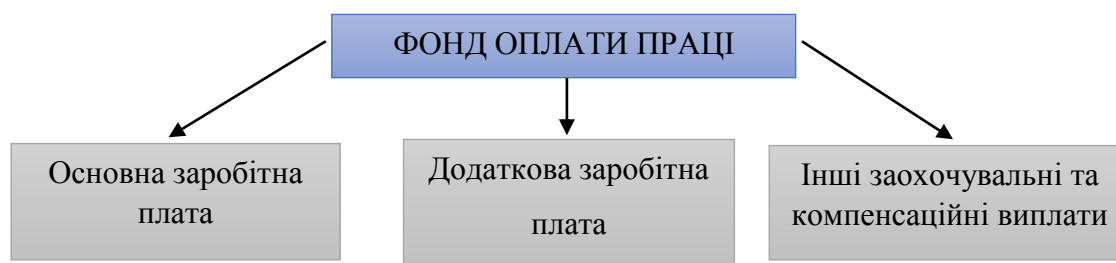 ФОНД ОПЛАТИ ПРАЦІ
Основна заробітна
плата
Додаткова заробітна
плата
Інші заохочувальні та
компенсаційні виплати